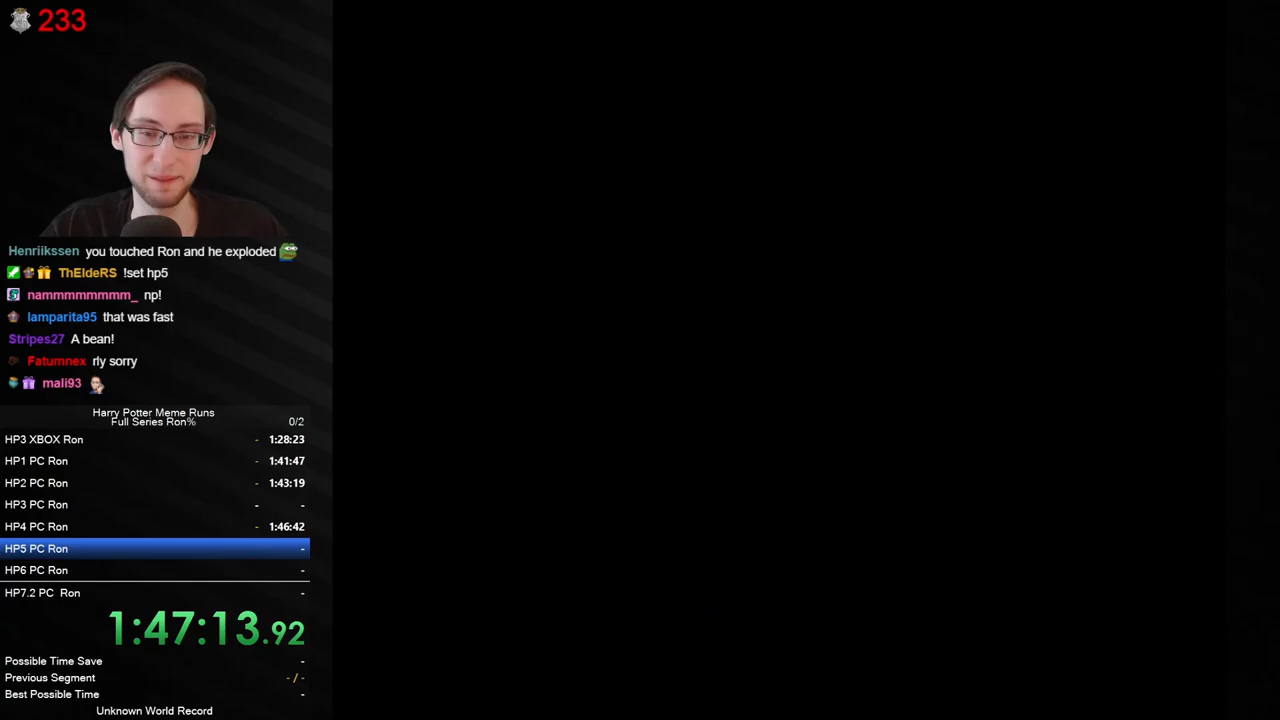 233
Henriikssen you touched Ron and he exploded
ThEldeRS !set hp5
nammmmmmmm_ np!
lamparita95 that was fast
Stripes27 A bean!
Fatumnex rly sorry
mali93
Harry Potter Meme Runs
Full Series Ron% 0/2
HP3 XBOX Ron - 1:28:23
HP1 PC Ron - 1:41:47
HP2 PC Ron - 1:43:19
HP3 PC Ron - -
HP4 PC Ron - 1:46:42
HP5 PC Ron -
HP6 PC Ron -
HP7.2 PC Ron -
1:47:13.92
Possible Time Save -
Previous Segment - / -
Best Possible Time -
Unknown World Record